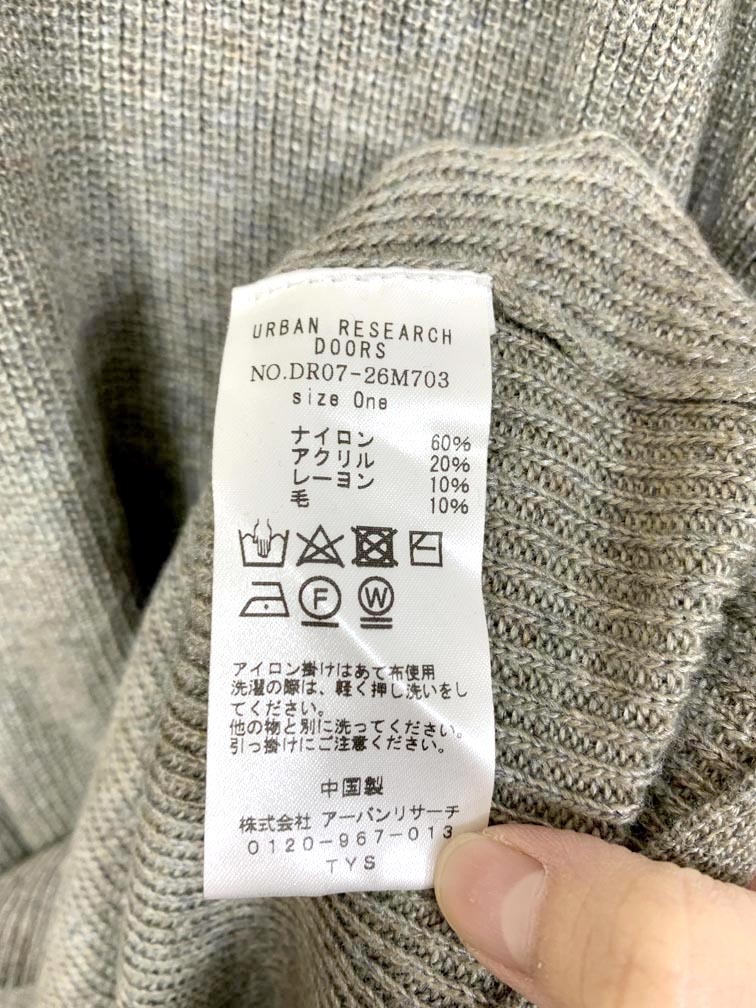 URBAN RESEARCH
DOORS
NO.DR07-26M703
size One
ナイロン 60%
アクリル 20%
レーヨン 10%
毛 10%
F W
アイロン掛けはあて布使用
洗濯の際は、軽く押し洗いをし
てください。
他の物と別に洗ってください。
引っ掛けにご注意ください。
中国製
株式会社 アーバンリサーチ
0120-967-013
TYS